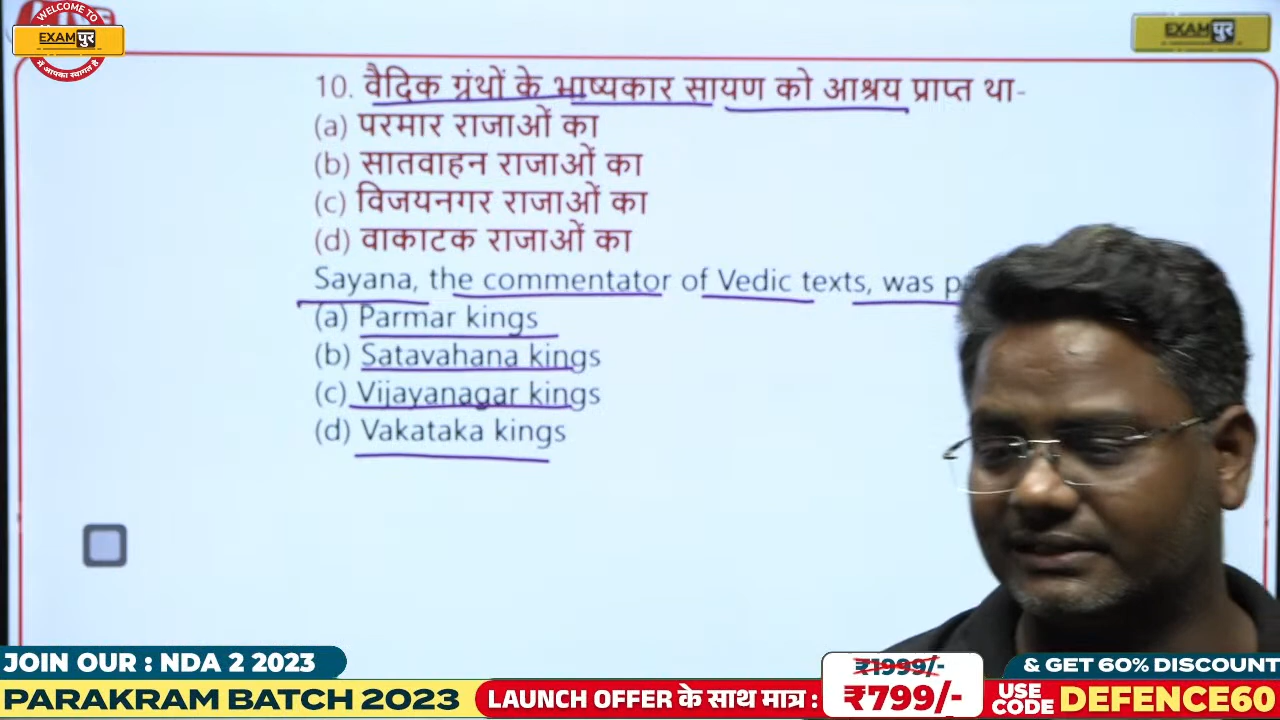 WELCOME TO
EXAMपुर
में आपका स्वागत है
EXAMपुर
10. वैदिक ग्रंथों के भाष्यकार सायण को आश्रय प्राप्त था-
(a) परमार राजाओं का
(b) सातवाहन राजाओं का
(c) विजयनगर राजाओं का
(d) वाकाटक राजाओं का
Sayana, the commentator of Vedic texts, was
(a) Parmar kings
(b) Satavahana kings
(c) Vijayanagar kings
(d) Vakataka kings
JOIN OUR : NDA 2 2023
₹1999/-
& GET 60% DISCOUNT
PARAKRAM BATCH 2023
LAUNCH OFFER के साथ मात्र :
₹799/-
USE CODE DEFENCE60